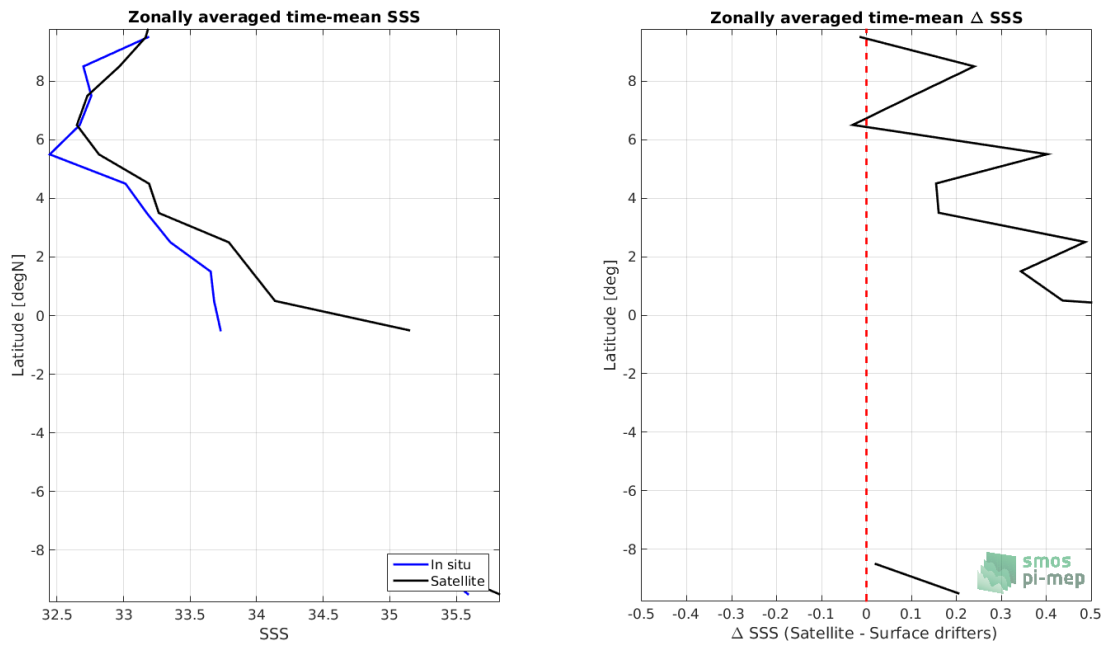 Zonally averaged time-mean SSS
Latitude [degN]
8
6
4
2
0
-2
-4
-6
-8
32.5 33 33.5 34 34.5 35 35.5
SSS
In situ
Satellite
Zonally averaged time-mean Δ SSS
Latitude [deg]
8
6
4
2
0
-2
-4
-6
-8
-0.5 -0.4 -0.3 -0.2 -0.1 0 0.1 0.2 0.3 0.4 0.5
Δ SSS (Satellite - Surface drifters)
smos
pi-mep